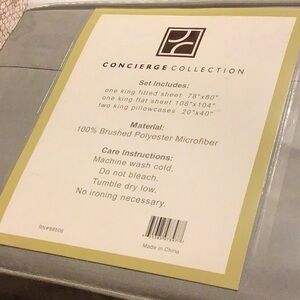 CONCIERGE COLLECTION
Set Includes:
one king fitted sheet 78"x80"
one king flat sheet 108"x104"
two king pillowcases 20"x40"
Material:
100% Brushed Polyester Microfiber
Care Instructions:
Machine wash cold.
Do not bleach.
Tumble dry low.
No ironing necessary.
Made in China